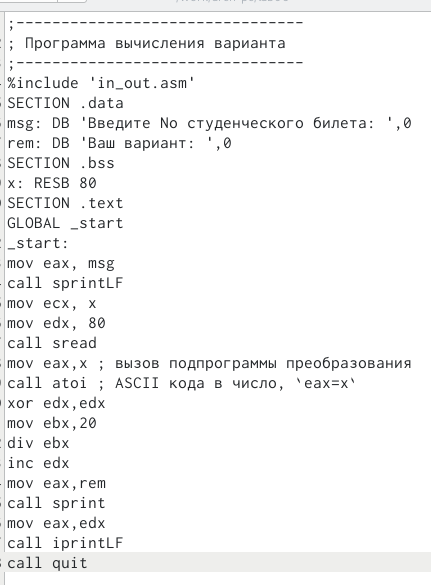 ;--------------------------------
; Программа вычисления варианта
;--------------------------------
%include 'in_out.asm'
SECTION .data
msg: DB 'Введите No студенческого билета: ',0
rem: DB 'Ваш вариант: ',0
SECTION .bss
x: RESB 80
SECTION .text
GLOBAL _start
_start:
mov eax, msg
call sprintLF
mov ecx, x
mov edx, 80
call sread
mov eax,x ; вызов подпрограммы преобразования
call atoi ; ASCII кода в число, `eax=x`
xor edx,edx
mov ebx,20
div ebx
inc edx
mov eax,rem
call sprint
mov eax,edx
call iprintLF
call quit